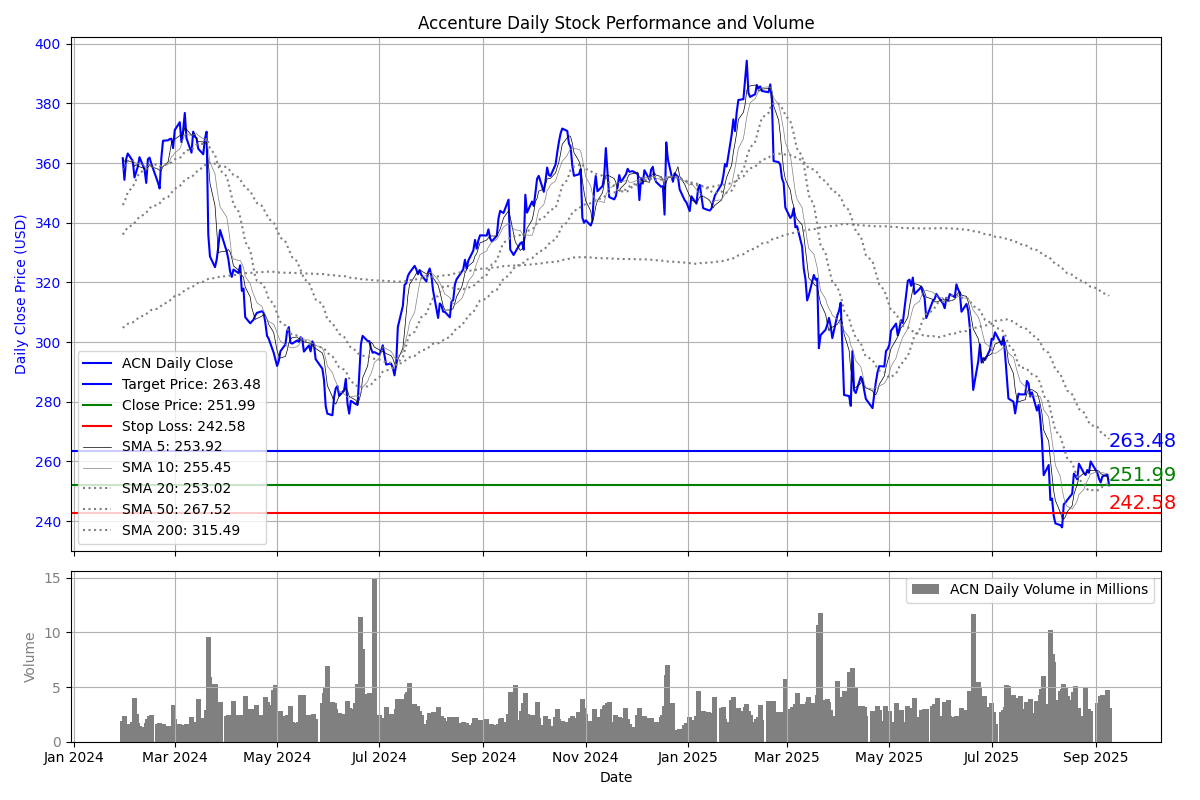 Accenture Daily Stock Performance and Volume
Daily Close Price (USD)
400
380
360
340
320
300
280
260
240
ACN Daily Close
Target Price: 263.48
Close Price: 251.99
Stop Loss: 242.58
SMA 5: 253.92
SMA 10: 255.45
SMA 20: 253.02
SMA 50: 267.52
SMA 200: 315.49
263.48
251.99
242.58
Volume
15
10
5
0
ACN Daily Volume in Millions
Jan 2024 Mar 2024 May 2024 Jul 2024 Sep 2024 Nov 2024 Jan 2025 Mar 2025 May 2025 Jul 2025 Sep 2025
Date